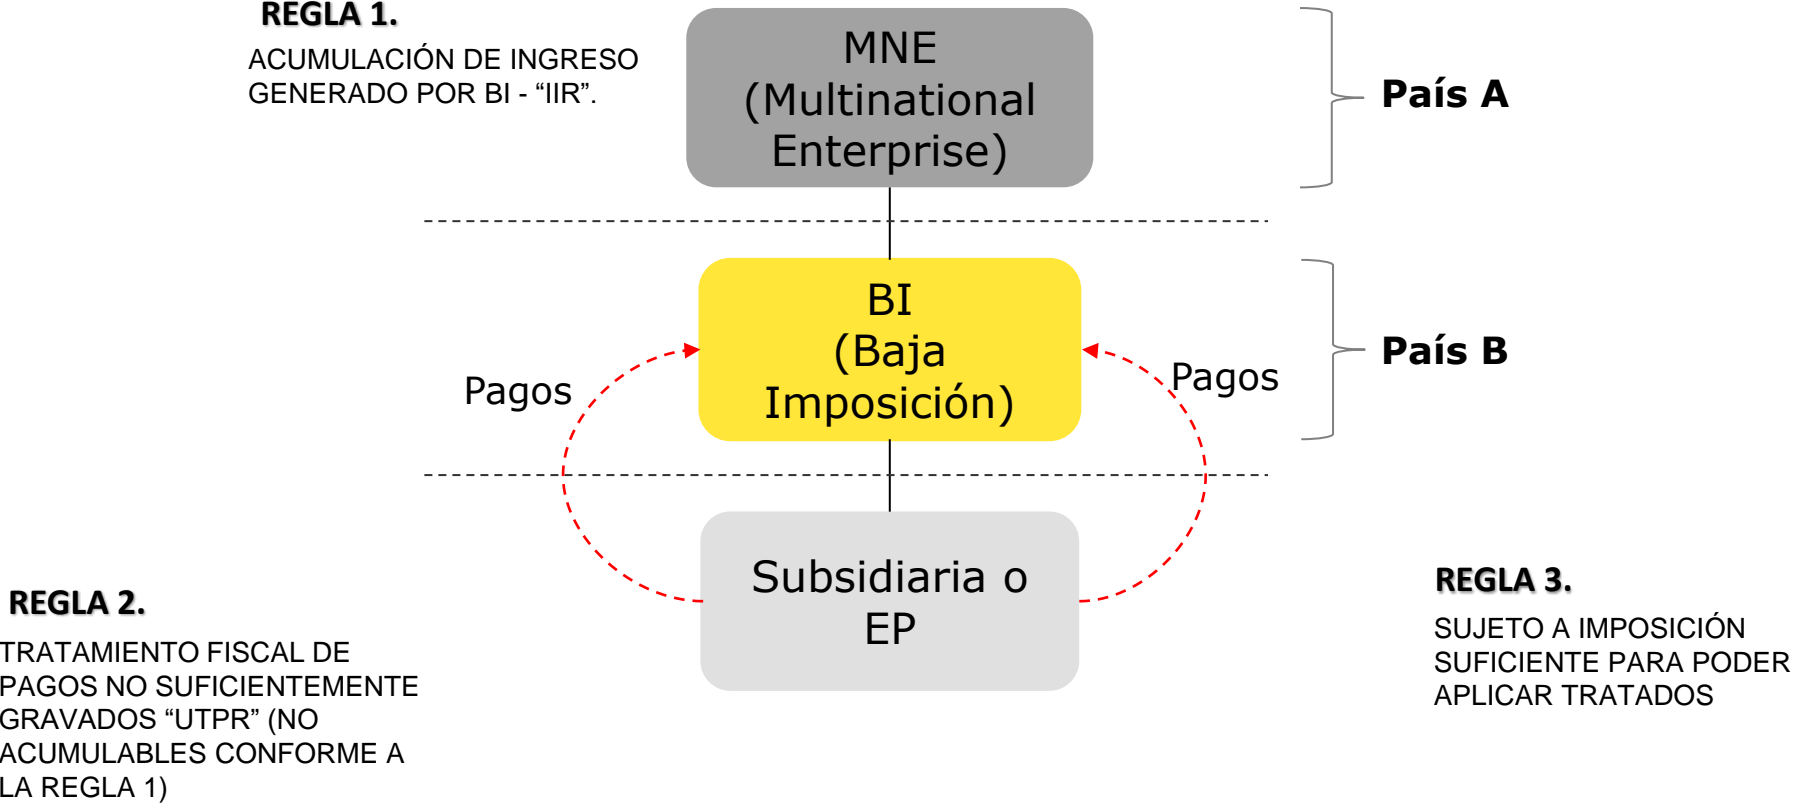 REGLA 1.
ACUMULACIÓN DE INGRESO
GENERADO POR BI - “IIR”.
MNE
(Multinational
Enterprise)
País A
BI
(Baja
Imposición)
País B
Pagos
Pagos
Subsidiaria o
EP
REGLA 2.
TRATAMIENTO FISCAL DE
PAGOS NO SUFICIENTEMENTE
GRAVADOS “UTPR” (NO
ACUMULABLES CONFORME A
LA REGLA 1)
REGLA 3.
SUJETO A IMPOSICIÓN
SUFICIENTE PARA PODER
APLICAR TRATADOS